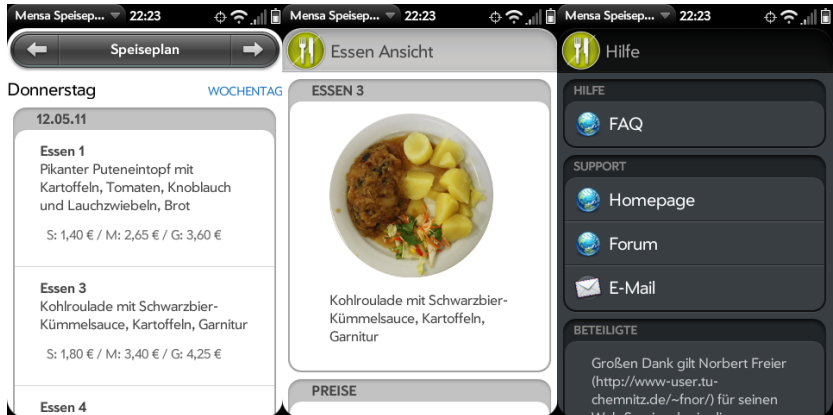 Mensa Speisep... 22:23
Speiseplan
Donnerstag WOCHENTAG
12.05.11
Essen 1
Pikanter Puteneintopf mit
Kartoffeln, Tomaten, Knoblauch
und Lauchzwiebeln, Brot
S: 1,40 € / M: 2,65 € / G: 3,60 €
Essen 3
Kohlroulade mit Schwarzbier-
Kümmelsauce, Kartoffeln, Garnitur
S: 1,80 € / M: 3,40 € / G: 4,25 €
Essen 4
Mensa Speisep... 22:23
Essen Ansicht
ESSEN 3
Kohlroulade mit Schwarzbier-
Kümmelsauce, Kartoffeln,
Garnitur
PREISE
Mensa Speisep... 22:23
Hilfe
HILFE
FAQ
SUPPORT
Homepage
Forum
E-Mail
BETEILIGTE
Großen Dank gilt Norbert Freier
(http://www-user.tu-
chemnitz.de/~fnor/) für seinen